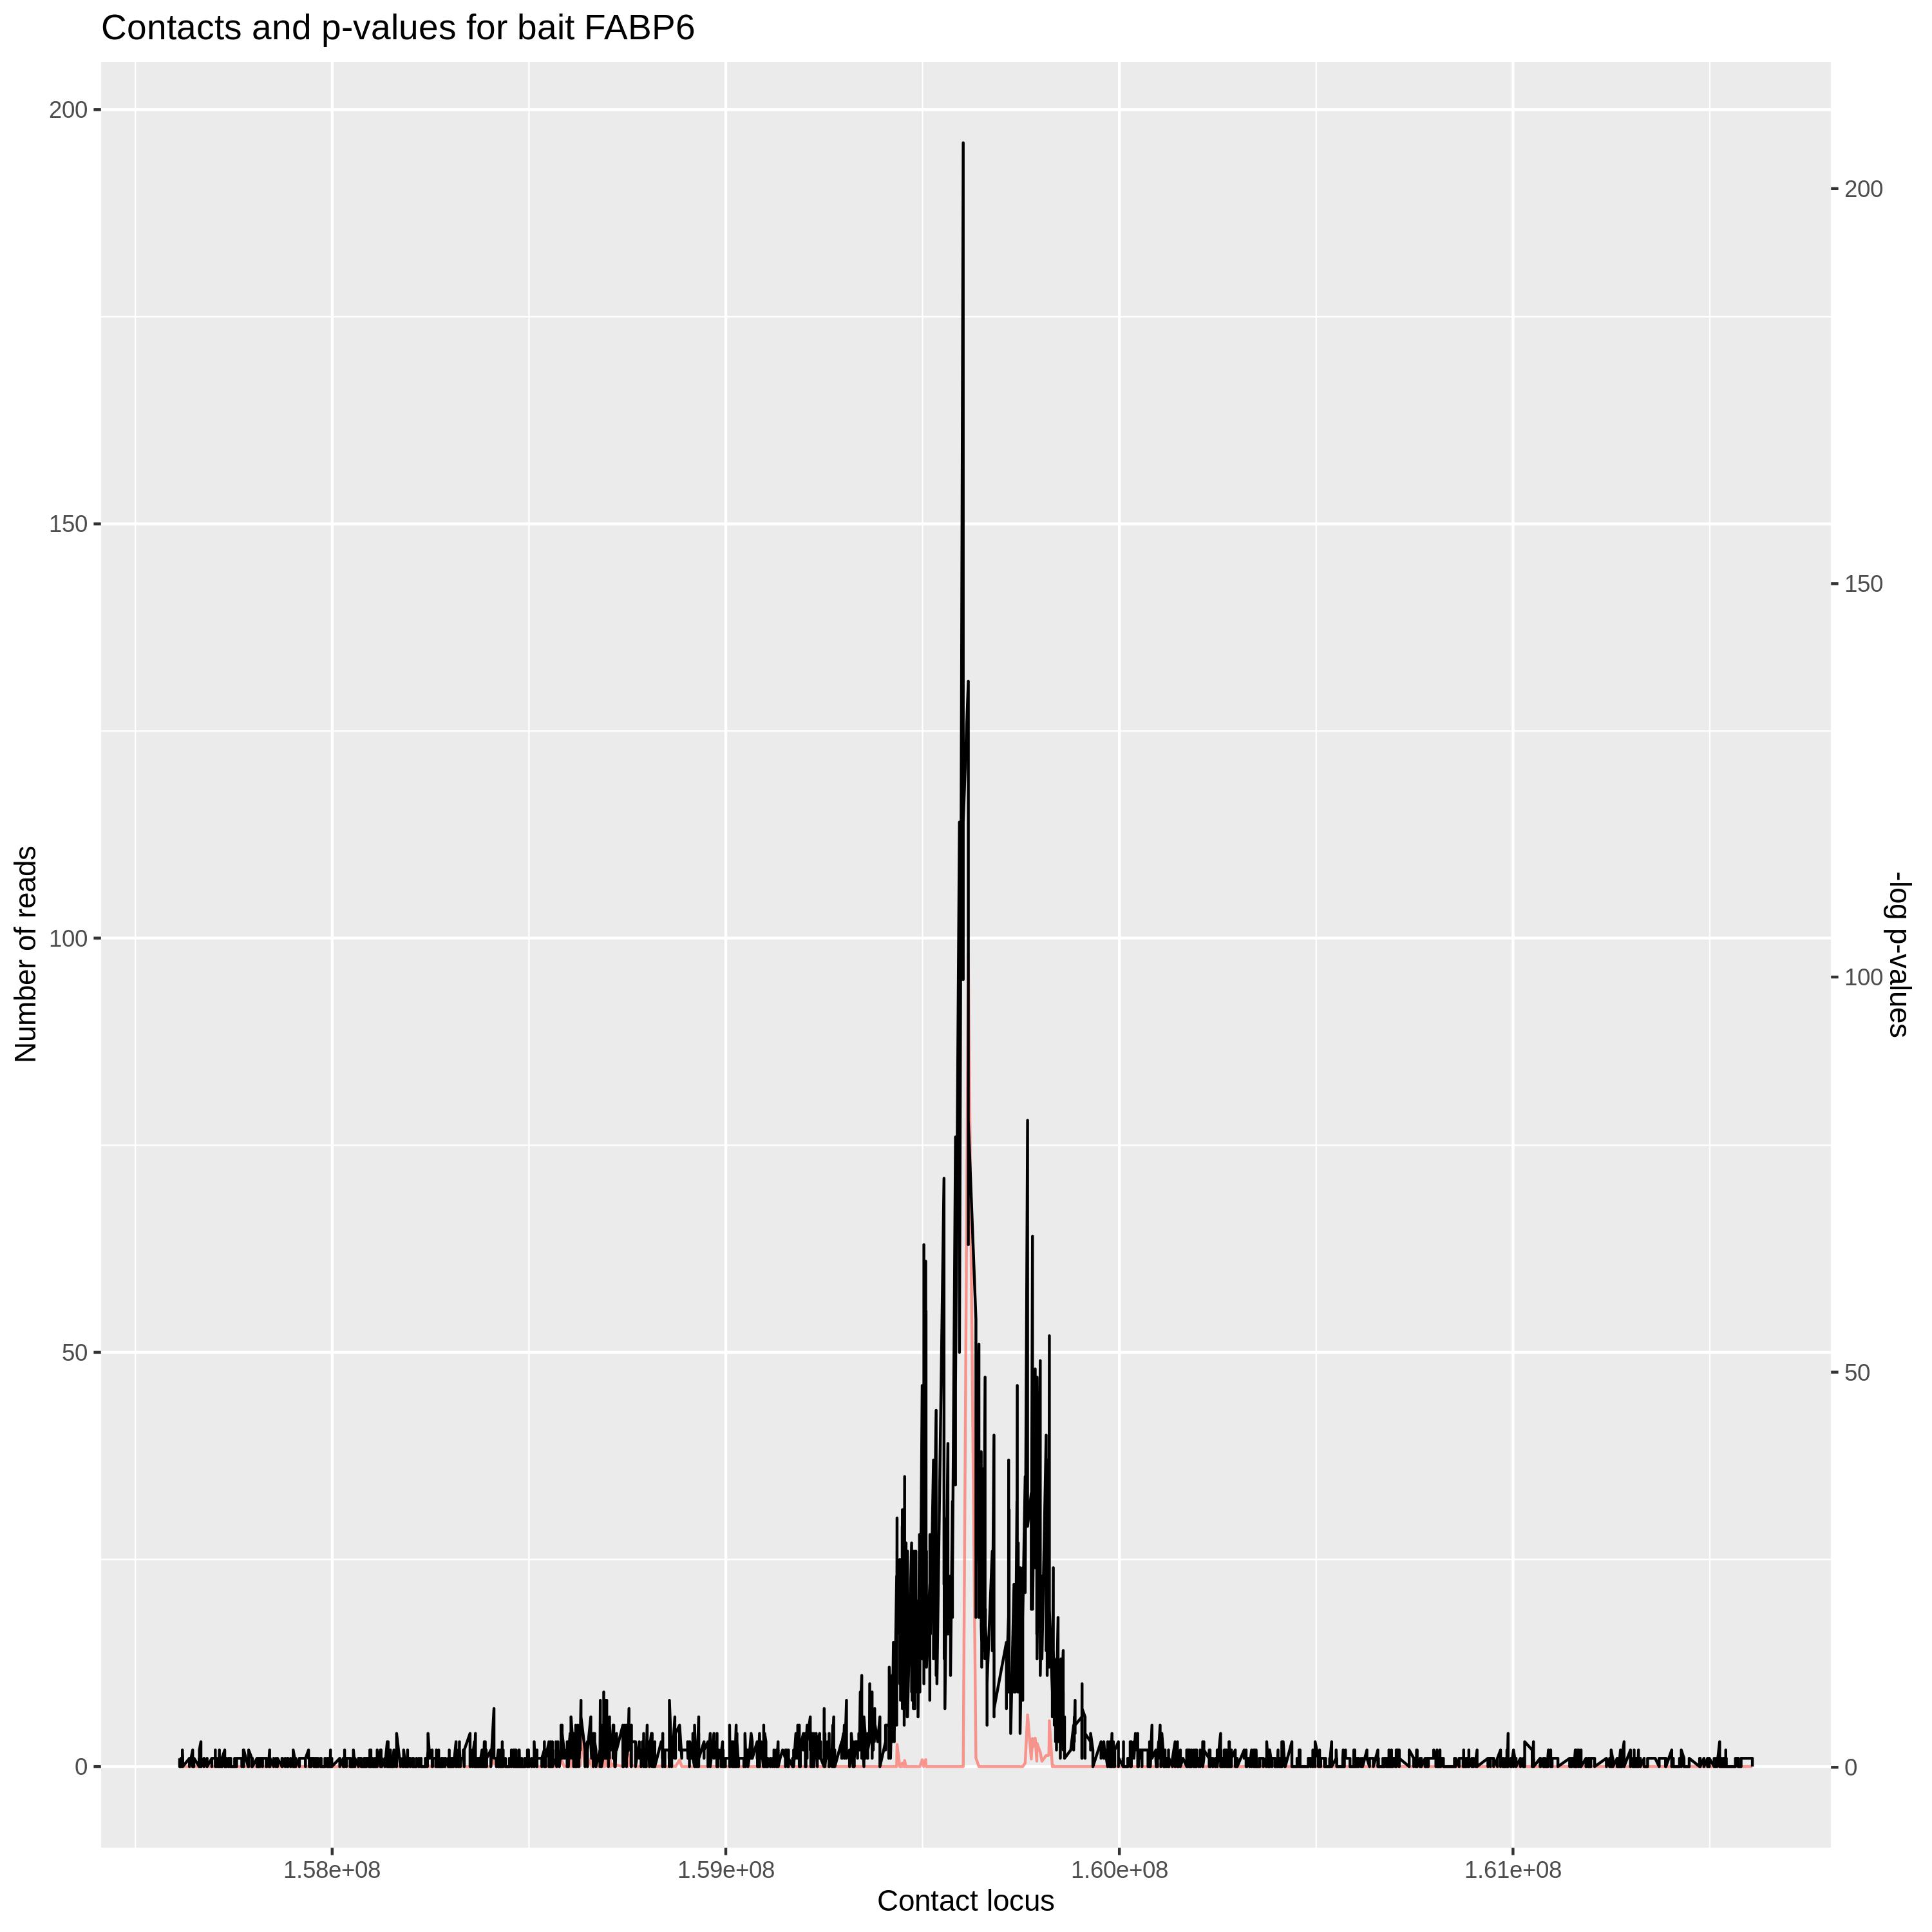 Contacts and p-values for bait FABP6
200
150
100
50
0
Number of reads
200
150
100
50
0
-log p-values
1.58e+08
1.59e+08
1.60e+08
1.61e+08
Contact locus